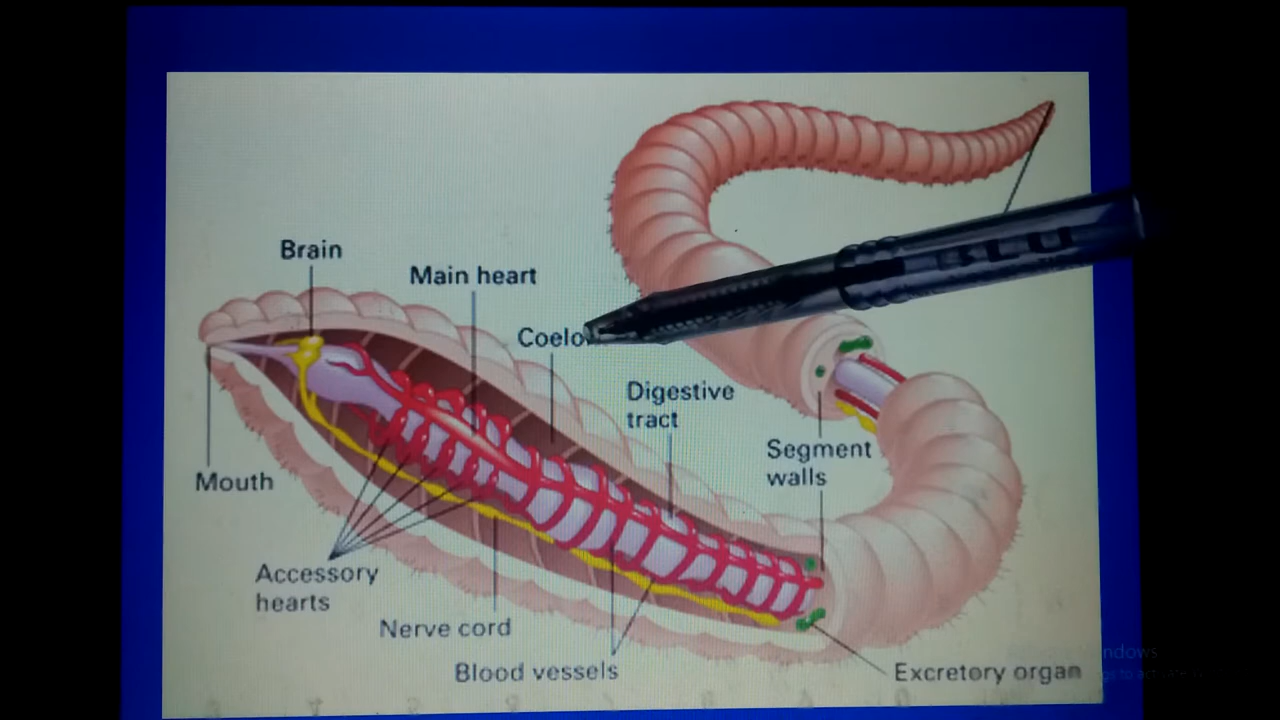 Brain
Main heart
Coelo
Digestive
tract
Segment
walls
Mouth
Accessory
hearts
Nerve cord
Blood vessels
Excretory organ